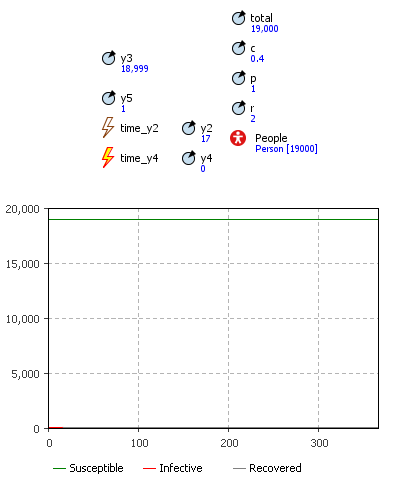 total
19,000
y3
18,999
c
0.4
p
1
y5
1
r
2
time_y2
y2
17
People
Person [19000]
time_y4
y4
0
20,000
15,000
10,000
5,000
0
0 100 200 300
Susceptible Infective Recovered